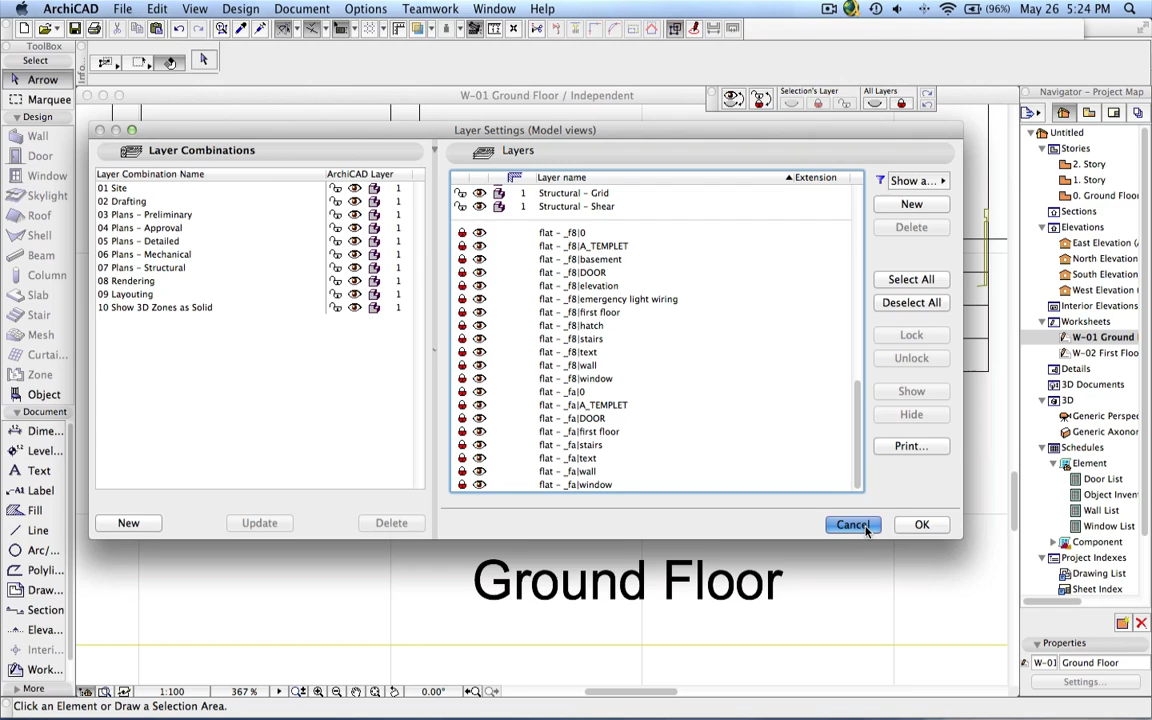 ArchiCAD File Edit View Design Document Options Teamwork Window Help (96%) May 26 5:24 PM
ToolBox
Select
Arrow
Marquee
Design
Wall
Door
Window
Skylight
Roof
Shell
Beam
Column
Slab
Stair
Mesh
Curtai...
Zone
Object
Document
Dime...
Level...
Text
Label
Fill
Line
Arc/...
Polyli...
Draw...
Section
Eleva...
Interi...
Work...
More
W-01 Ground Floor / Independent
Selection's Layer
All Layers
Layer Settings (Model views)
Layer Combinations
Layer Combination Name ArchiCAD Layer
01 Site 1
02 Drafting 1
03 Plans - Preliminary 1
04 Plans - Approval 1
05 Plans - Detailed 1
06 Plans - Mechanical 1
07 Plans - Structural 1
08 Rendering 1
09 Layouting 1
10 Show 3D Zones as Solid 1
New Update Delete
Layers
Layer name Extension
1 Structural - Grid
1 Structural - Shear
flat - _f8|0
flat - _f8|A_TEMPLET
flat - _f8|basement
flat - _f8|DOOR
flat - _f8|elevation
flat - _f8|emergency light wiring
flat - _f8|first floor
flat - _f8|hatch
flat - _f8|stairs
flat - _f8|text
flat - _f8|wall
flat - _f8|window
flat - _fa|0
flat - _fa|A_TEMPLET
flat - _fa|DOOR
flat - _fa|first floor
flat - _fa|stairs
flat - _fa|text
flat - _fa|wall
flat - _fa|window
Show a...
New
Delete
Select All
Deselect All
Lock
Unlock
Show
Hide
Print...
Cancel OK
Ground Floor
Navigator - Project Map
Untitled
Stories
2. Story
1. Story
0. Ground Floor
Sections
Elevations
East Elevation (
North Elevation
South Elevation
West Elevation
Interior Elevations
Worksheets
W-01 Ground
W-02 First Floo
Details
3D Documents
3D
Generic Perspe
Generic Axonor
Schedules
Element
Door List
Object Inven
Wall List
Window List
Component
Project Indexes
Drawing List
Sheet Index
Properties
W-01 Ground Floor
Settings...
1:100 367 % 0.00°
Click an Element or Draw a Selection Area.